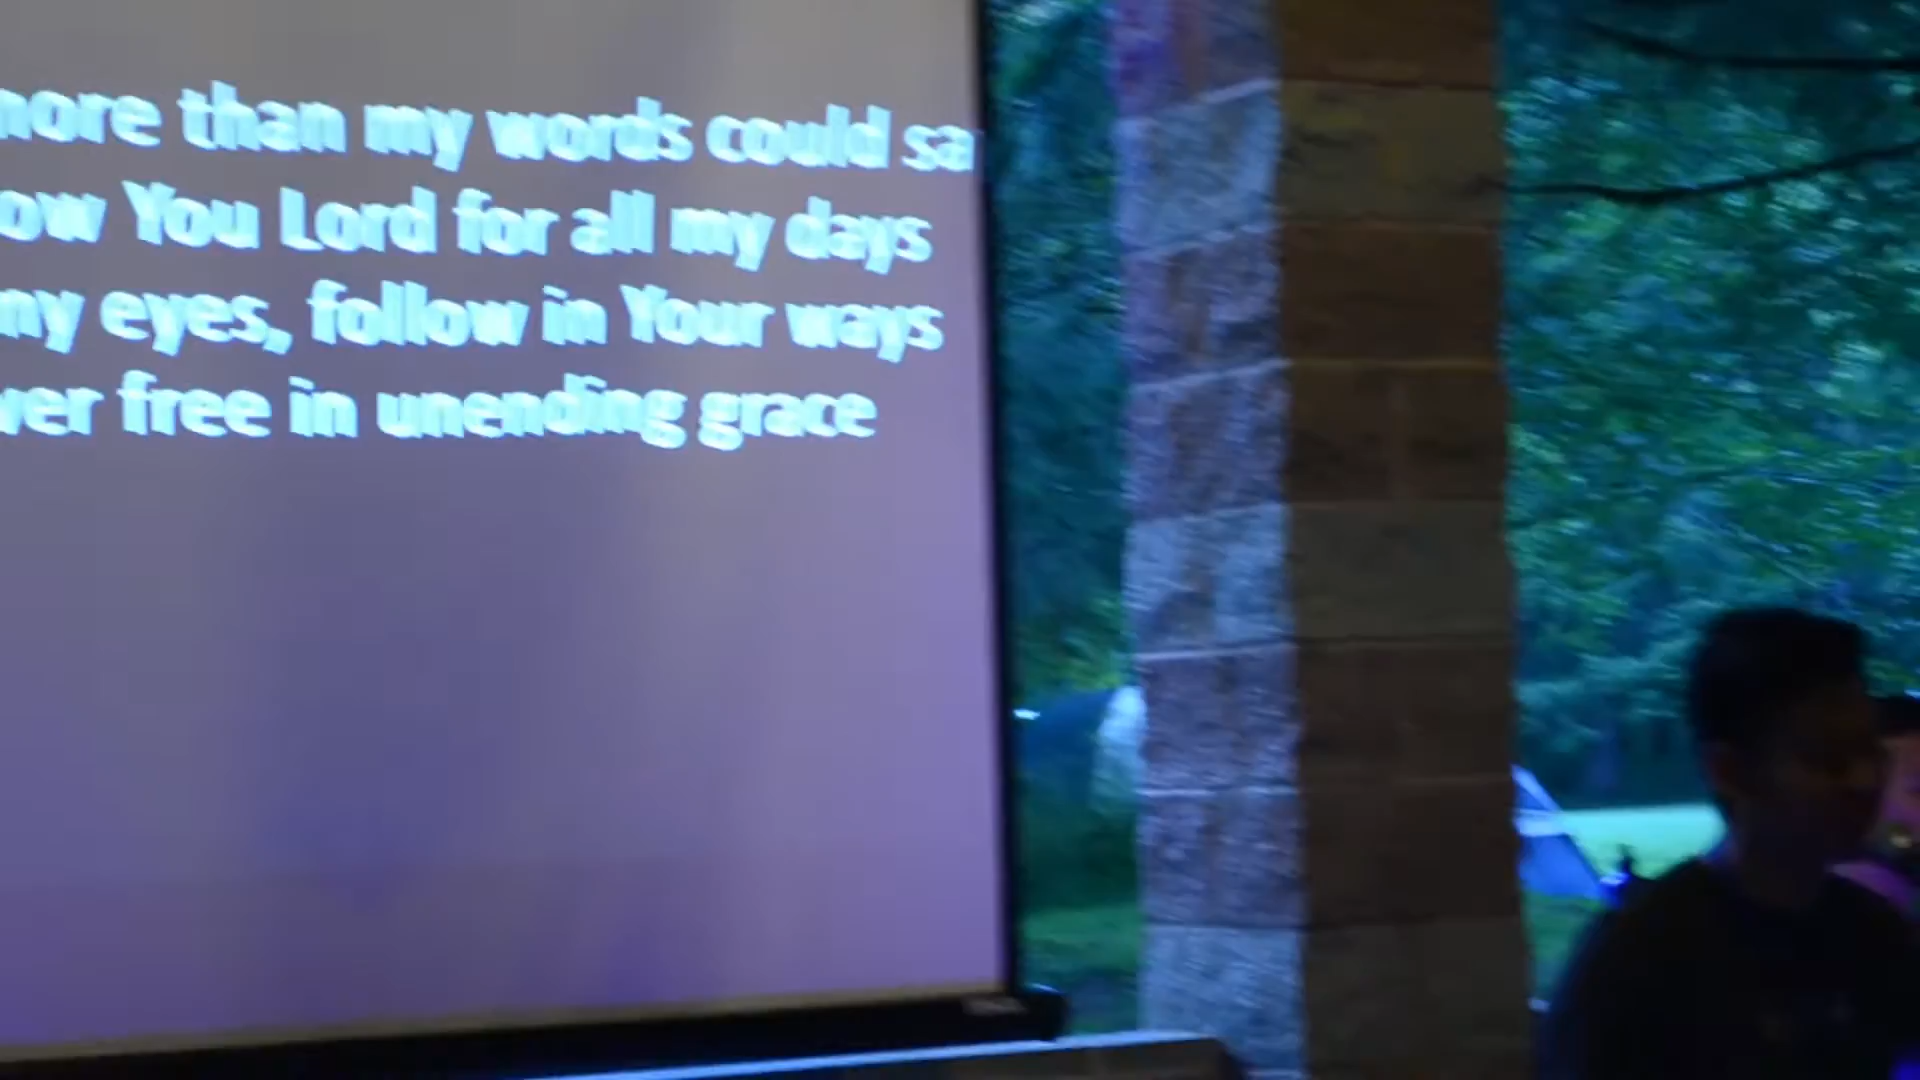 more than my words could sa
ow You Lord for all my days
my eyes, follow in Your ways
ver free in unending grace